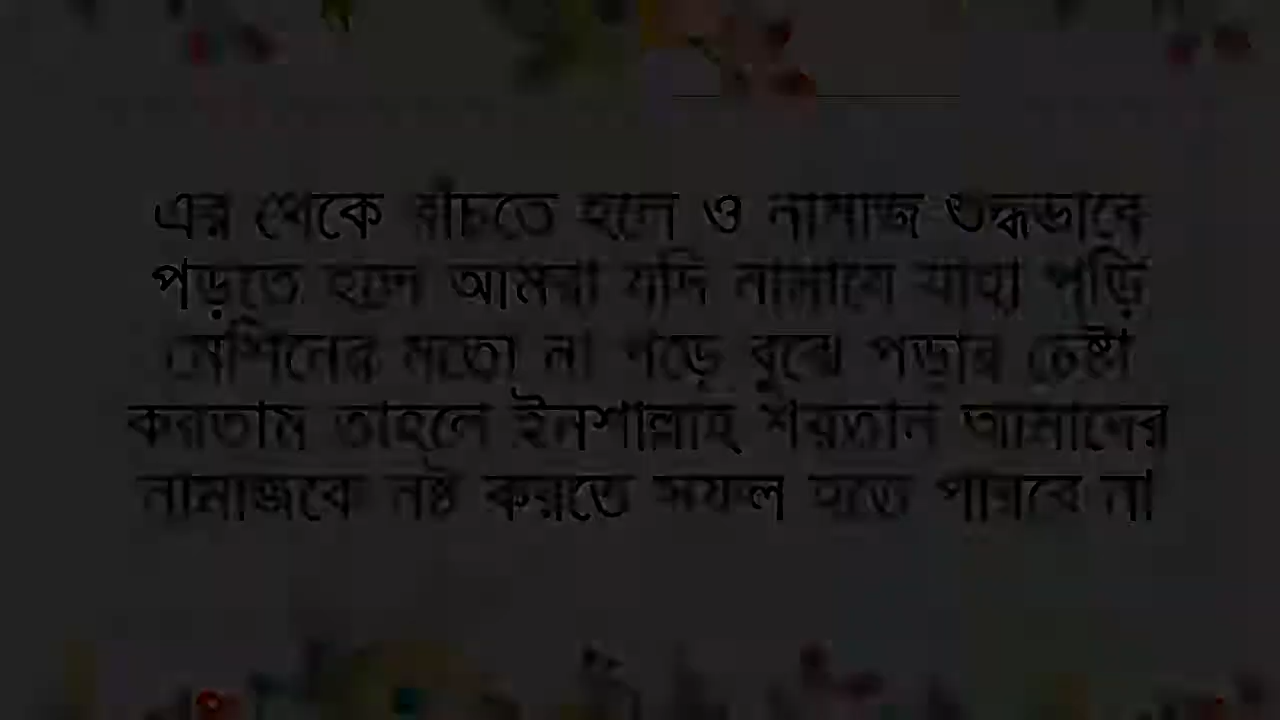 এর থেকে বাঁচতে হলে ও নামাজ শুদ্ধভাবে
পড়তে হলে আমরা যদি নামাযে যাহা পড়ি
মেশিনের মতো না পড়ে বুঝে পড়ার চেষ্টা
করতাম তাহলে ইনশাল্লাহ শয়তান আমাদের
নামাজকে নষ্ট করতে সফল হতে পারবে না